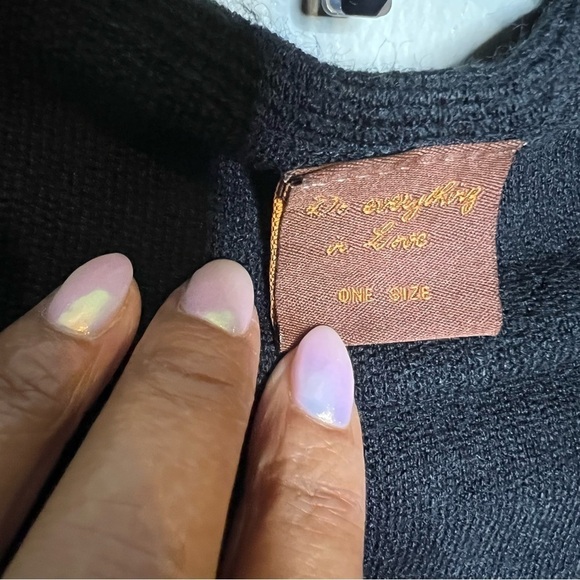 Do everything
in Love
ONE SIZE